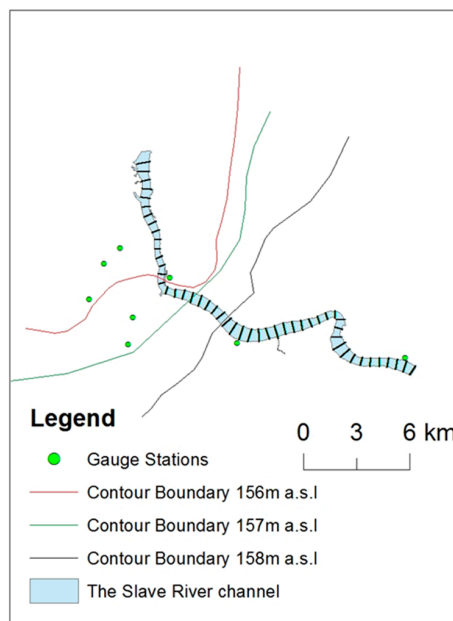 Legend
0 3 6 km
Gauge Stations
Contour Boundary 156m a.s.l
Contour Boundary 157m a.s.l
Contour Boundary 158m a.s.l
The Slave River channel